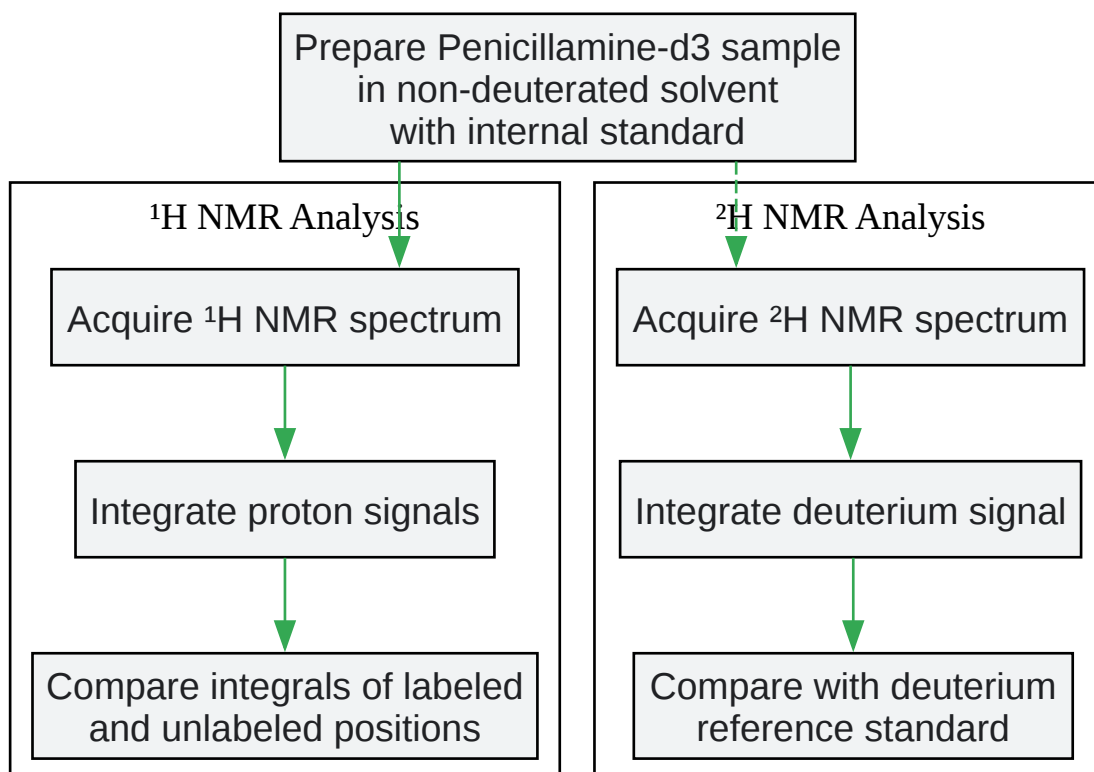 Prepare Penicillamine-d3 sample
in non-deuterated solvent
with internal standard
¹H NMR Analysis
Acquire ¹H NMR spectrum
Integrate proton signals
Compare integrals of labeled
and unlabeled positions
²H NMR Analysis
Acquire ²H NMR spectrum
Integrate deuterium signal
Compare with deuterium
reference standard